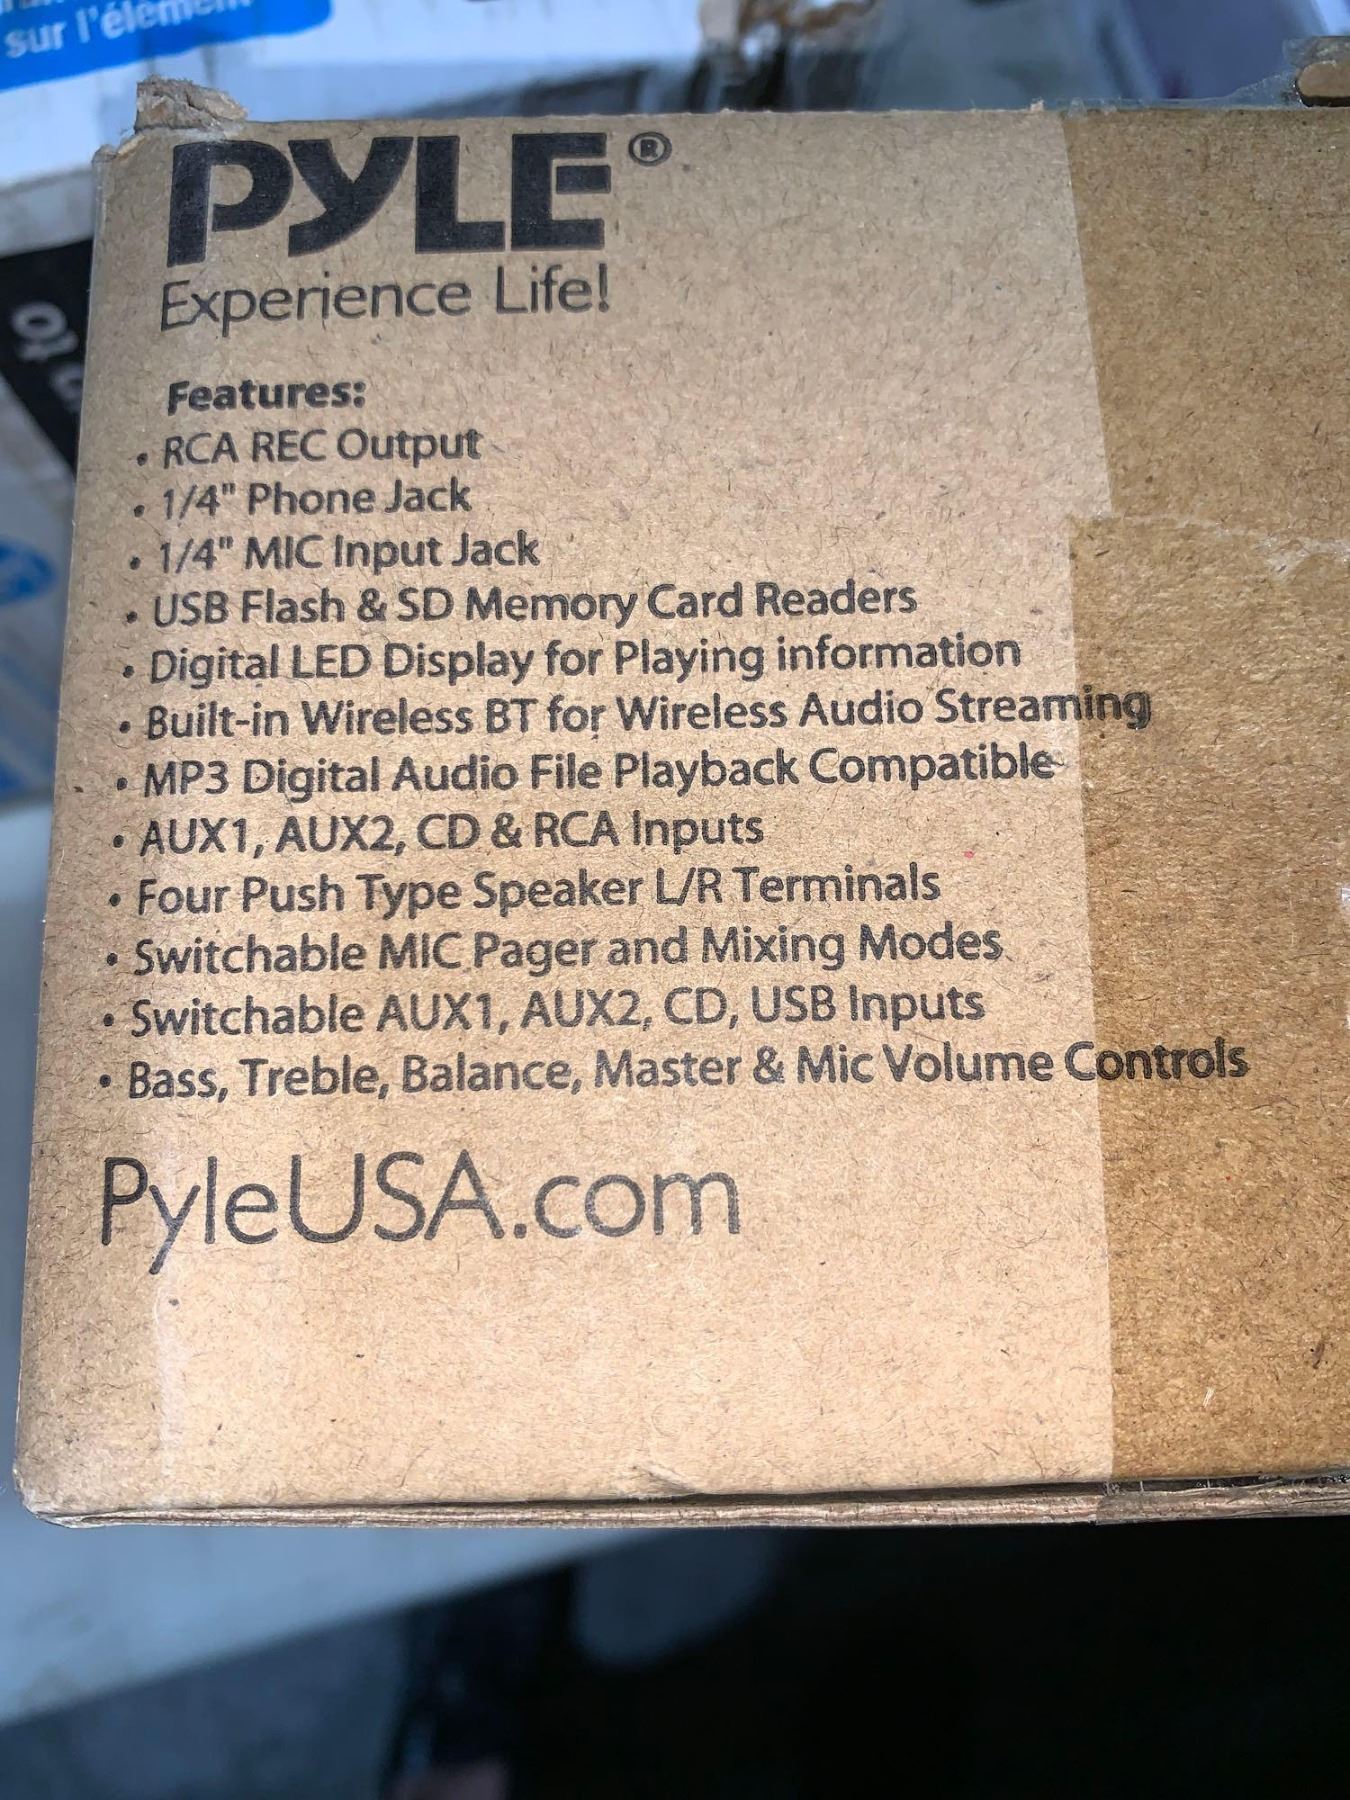 sur l'élément
PYLE®
Experience Life!
Features:
• RCA REC Output
• 1/4" Phone Jack
• 1/4" MIC Input Jack
• USB Flash & SD Memory Card Readers
• Digital LED Display for Playing information
• Built-in Wireless BT for Wireless Audio Streaming
• MP3 Digital Audio File Playback Compatible
• AUX1, AUX2, CD & RCA Inputs
• Four Push Type Speaker L/R Terminals
• Switchable MIC Pager and Mixing Modes
• Switchable AUX1, AUX2, CD, USB Inputs
• Bass, Treble, Balance, Master & Mic Volume Controls
PyleUSA.com